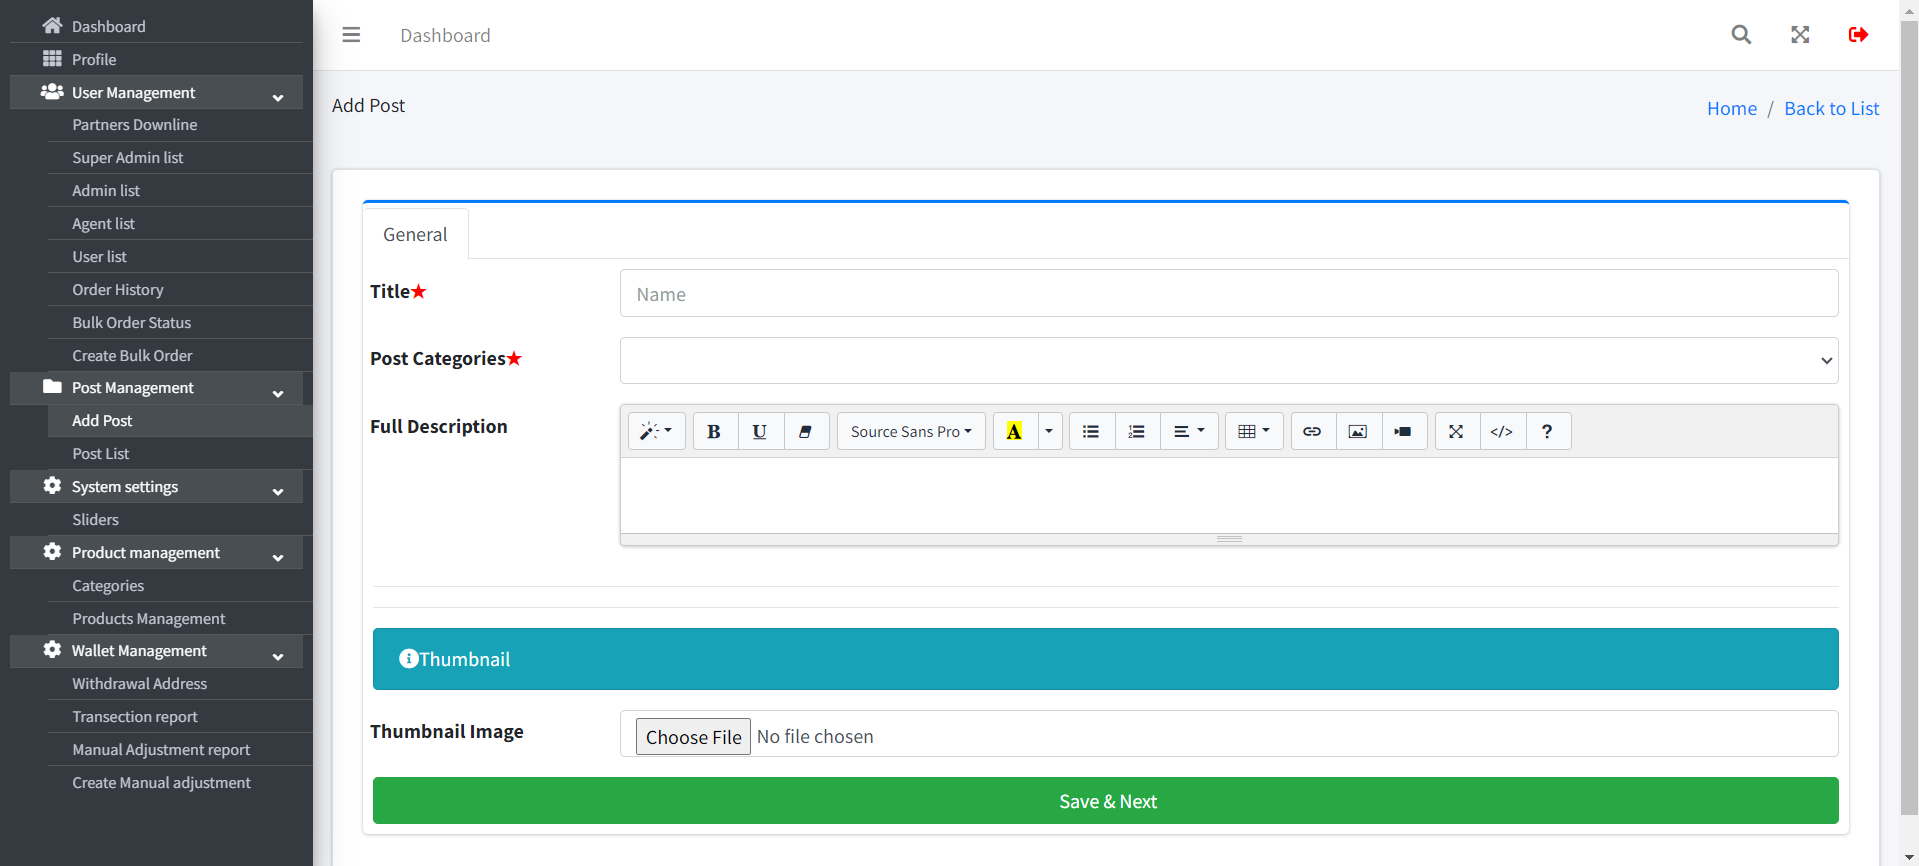 Dashboard
Profile
User Management
Partners Downline
Super Admin list
Admin list
Agent list
User list
Order History
Bulk Order Status
Create Bulk Order
Post Management
Add Post
Post List
System settings
Sliders
Product management
Categories
Products Management
Wallet Management
Withdrawal Address
Transection report
Manual Adjustment report
Create Manual adjustment
Dashboard
Add Post
Home / Back to List
General
Title★
Name
Post Categories★
Full Description
B U Source Sans Pro A </> ?
Thumbnail
Thumbnail Image
Choose File No file chosen
Save & Next